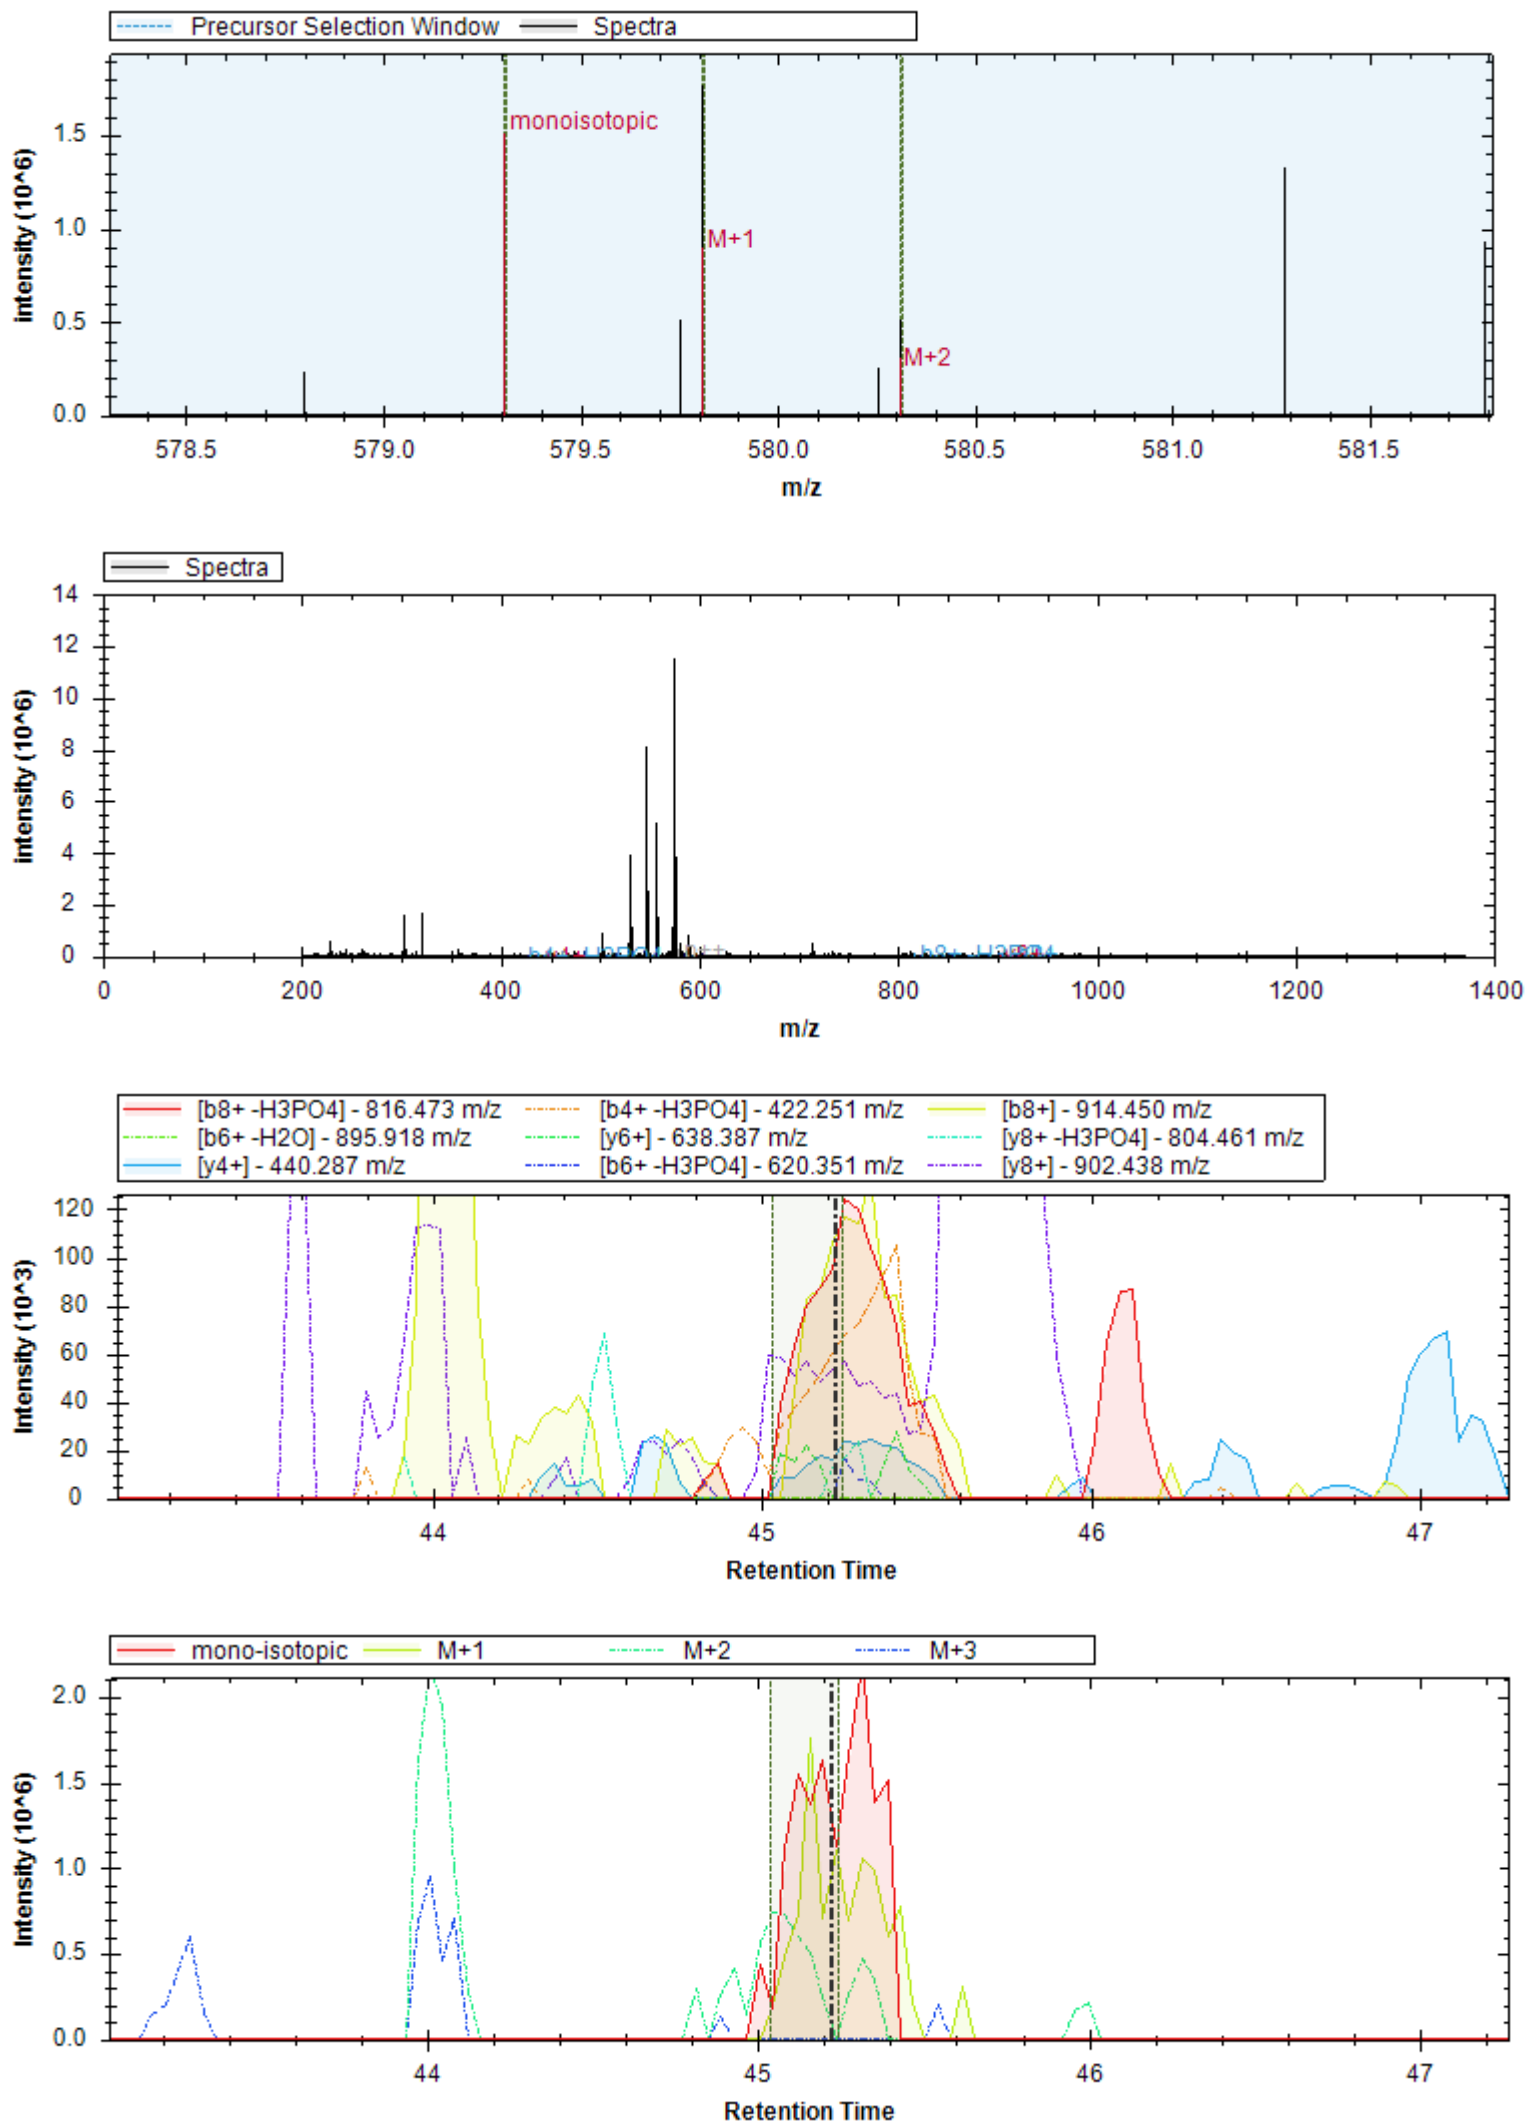 Precursor Selection Window Spectra
intensity (10^6)
1.5
1.0
0.5
0.0
monoisotopic
M+1
M+2
578.5 579.0 579.5 580.0 580.5 581.0 581.5
m/z
Spectra
intensity (10^6)
14
12
10
8
6
4
2
0
0 200 400 600 800 1000 1200 1400
m/z
[b8+ -H3PO4] - 816.473 m/z [b4+ -H3PO4] - 422.251 m/z [b8+] - 914.450 m/z
[b6+ -H2O] - 895.918 m/z [y6+] - 638.387 m/z [y8+ -H3PO4] - 804.461 m/z
[y4+] - 440.287 m/z [b6+ -H3PO4] - 620.351 m/z [y8+] - 902.438 m/z
Intensity (10^3)
120
100
80
60
40
20
0
44 45 46 47
Retention Time
mono-isotopic M+1 M+2 M+3
Intensity (10^6)
2.0
1.5
1.0
0.5
0.0
44 45 46 47
Retention Time